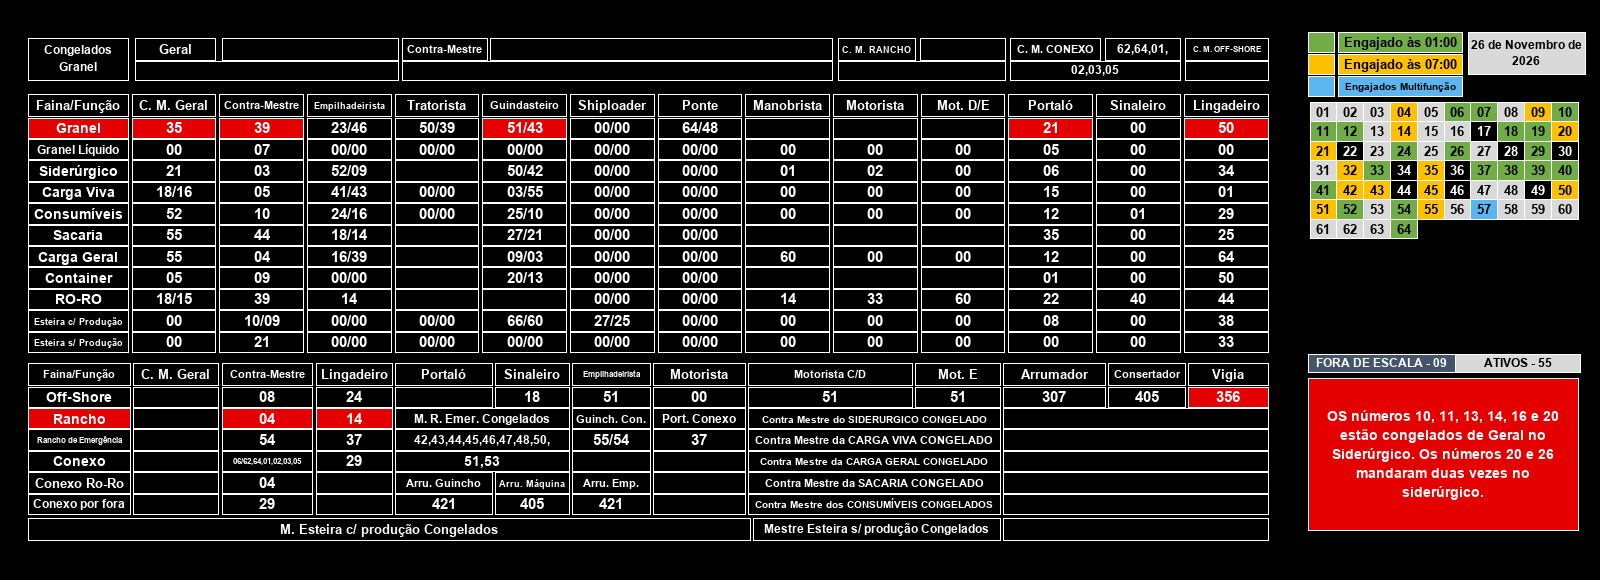 Congelados Granel | Geral | Contra-Mestre | C. M. RANCHO | C. M. CONEXO | 62,64,01, | C. M. OFF-SHORE
02,03,05
Faina/Função | C. M. Geral | Contra-Mestre | Empilhadeirista | Tratorista | Guindasteiro | Shiploader | Ponte | Manobrista | Motorista | Mot. D/E | Portaló | Sinaleiro | Lingadeiro
Granel | 35 | 39 | 23/46 | 50/39 | 51/43 | 00/00 | 64/48 | | | | 21 | 00 | 50
Granel Líquido | 00 | 07 | 00/00 | 00/00 | 00/00 | 00/00 | 00/00 | 00 | 00 | 00 | 05 | 00 | 00
Siderúrgico | 21 | 03 | 52/09 | | 50/42 | 00/00 | 00/00 | 01 | 02 | 00 | 06 | 00 | 34
Carga Viva | 18/16 | 05 | 41/43 | 00/00 | 03/55 | 00/00 | 00/00 | 00 | 00 | 00 | 15 | 00 | 01
Consumíveis | 52 | 10 | 24/16 | 00/00 | 25/10 | 00/00 | 00/00 | 00 | 00 | 00 | 12 | 01 | 29
Sacaria | 55 | 44 | 18/14 | | 27/21 | 00/00 | 00/00 | | | | 35 | 00 | 25
Carga Geral | 55 | 04 | 16/39 | | 09/03 | 00/00 | 00/00 | 60 | 00 | 00 | 12 | 00 | 64
Container | 05 | 09 | 00/00 | | 20/13 | 00/00 | 00/00 | | | | 01 | 00 | 50
RO-RO | 18/15 | 39 | 14 | | | 00/00 | 00/00 | 14 | 33 | 60 | 22 | 40 | 44
Esteira c/ Produção | 00 | 10/09 | 00/00 | 00/00 | 66/60 | 27/25 | 00/00 | 00 | 00 | 00 | 08 | 00 | 38
Esteira s/ Produção | 00 | 21 | 00/00 | 00/00 | 00/00 | 00/00 | 00/00 | 00 | 00 | 00 | 00 | 00 | 33
Faina/Função | C. M. Geral | Contra-Mestre | Lingadeiro | Portaló | Sinaleiro | Empilhadeirista | Motorista | Motorista C/D | Mot. E | Arrumador | Consertador | Vigia
Off-Shore | | 08 | 24 | | 18 | 51 | 00 | 51 | 51 | 307 | 405 | 356
Rancho | | 04 | 14 | M. R. Emer. Congelados | Guinch. Con. | Port. Conexo | Contra Mestre do SIDERURGICO CONGELADO
Rancho de Emergência | | 54 | 37 | 42,43,44,45,46,47,48,50, | 55/54 | 37 | Contra Mestre da CARGA VIVA CONGELADO
Conexo | | 06/62,64,01,02,03,05 | 29 | 51,53 | | | Contra Mestre da CARGA GERAL CONGELADO
Conexo Ro-Ro | | 04 | | Arru. Guincho | Arru. Máquina | Arru. Emp. | | Contra Mestre da SACARIA CONGELADO
Conexo por fora | | 29 | | 421 | 405 | 421 | | Contra Mestre dos CONSUMÍVEIS CONGELADOS
M. Esteira c/ produção Congelados | Mestre Esteira s/ produção Congelados
Engajado às 01:00
Engajado às 07:00
Engajados Multifunção
26 de Novembro de
2026
01 02 03 04 05 06 07 08 09 10
11 12 13 14 15 16 17 18 19 20
21 22 23 24 25 26 27 28 29 30
31 32 33 34 35 36 37 38 39 40
41 42 43 44 45 46 47 48 49 50
51 52 53 54 55 56 57 58 59 60
61 62 63 64
FORA DE ESCALA - 09 | ATIVOS - 55
OS números 10, 11, 13, 14, 16 e 20
estão congelados de Geral no
Siderúrgico. Os números 20 e 26
mandaram duas vezes no
siderúrgico.